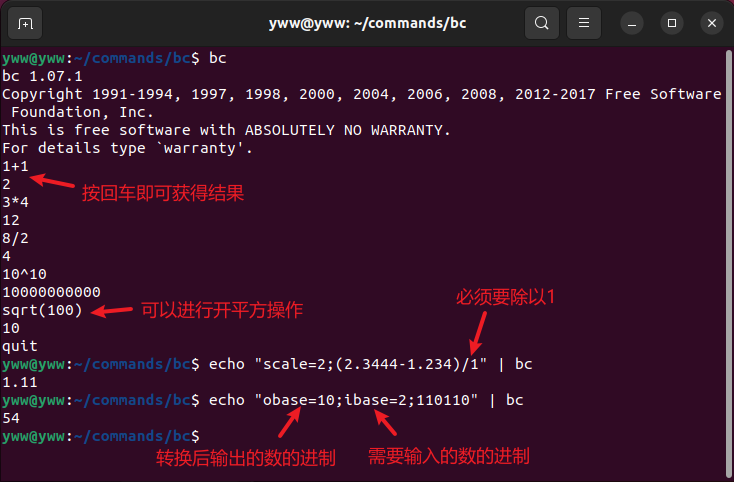 yww@yww: ~/commands/bc
yww@yww:~/commands/bc$ bc
bc 1.07.1
Copyright 1991-1994, 1997, 1998, 2000, 2004, 2006, 2008, 2012-2017 Free Software
Foundation, Inc.
This is free software with ABSOLUTELY NO WARRANTY.
For details type `warranty'.
1+1
2
按回车即可获得结果
3*4
12
8/2
4
10^10
10000000000
必须要除以1
sqrt(100)
可以进行开平方操作
10
quit
yww@yww:~/commands/bc$ echo "scale=2;(2.3444-1.234)/1" | bc
1.11
yww@yww:~/commands/bc$ echo "obase=10;ibase=2;110110" | bc
54
yww@yww:~/commands/bc$
转换后输出的数的进制
需要输入的数的进制